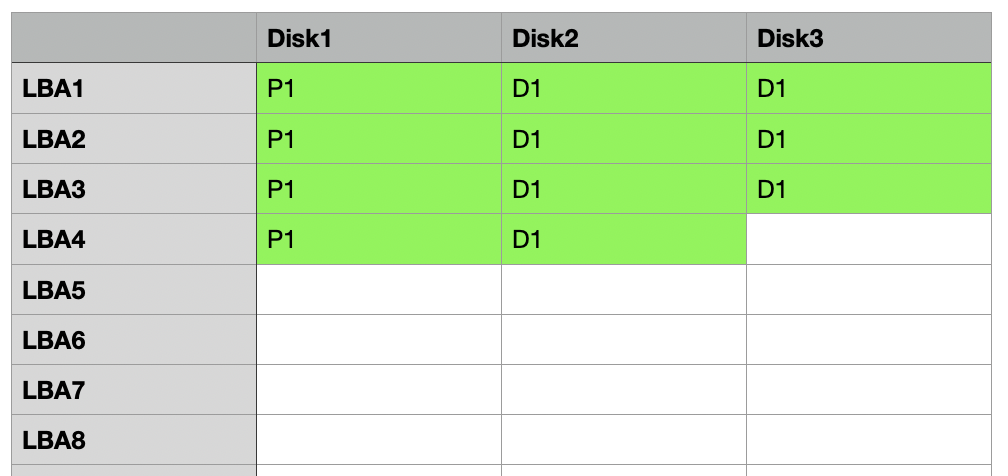 Disk1 Disk2 Disk3
LBA1 P1 D1 D1
LBA2 P1 D1 D1
LBA3 P1 D1 D1
LBA4 P1 D1
LBA5
LBA6
LBA7
LBA8